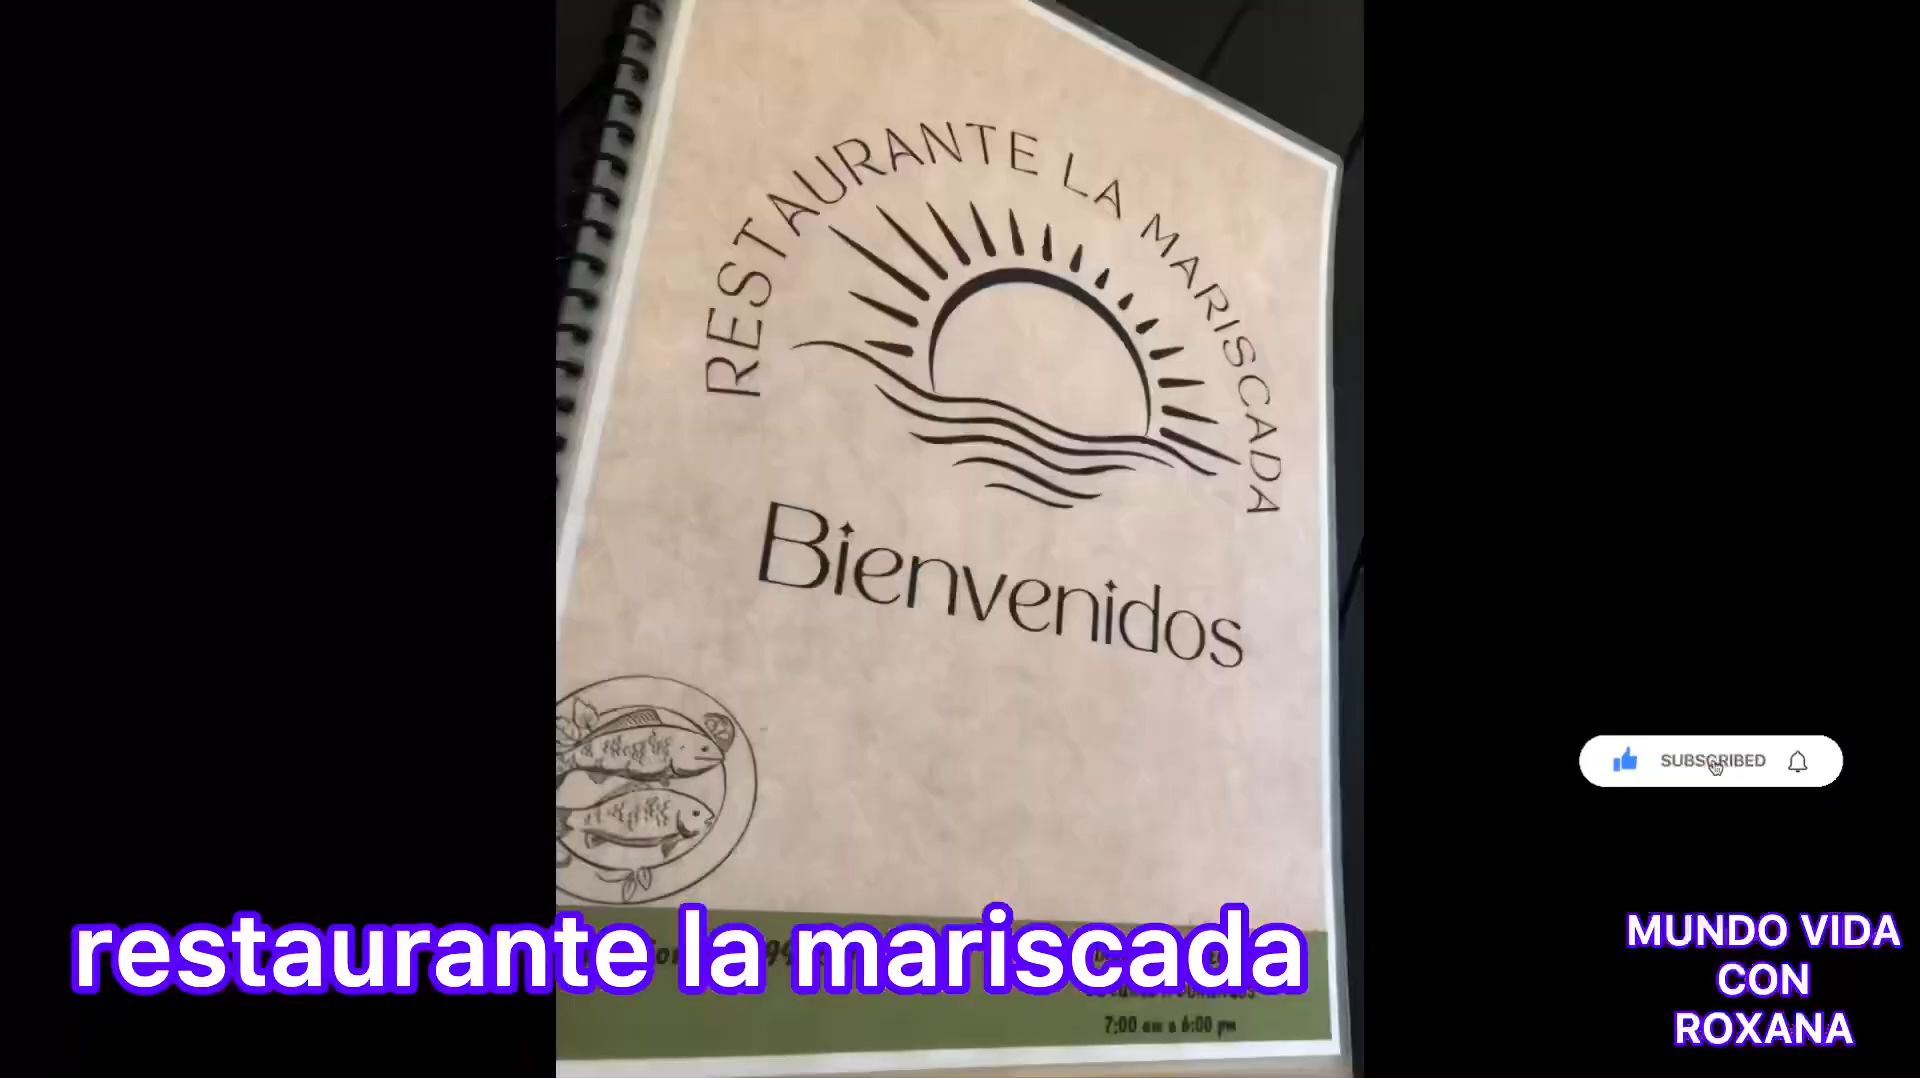 RESTAURANTE LA MARISCADA
Bienvenidos
SUBSCRIBED
restaurante la mariscada
7:00 am a 6:00 pm
MUNDO VIDA
CON
ROXANA